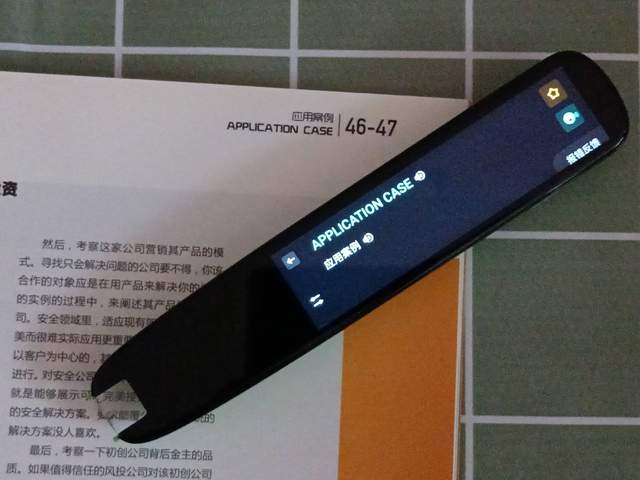 应用案例
APPLICATION CASE
46-47
资
然后，考察这家公司营销其产品的模
式。寻找只会解决问题的公司要不得，你该
合作的对象应是在用产品来解决你的
的实例的过程中，来阐述其产品
司。安全领域里，适应现有
美而很难实际应用更重要
以客户为中心的，
进行。对安全公司
就是能够展示可 完美接
的安全解决方案。 的
解决方案没人喜欢。
最后，考察一下初创公司背后金主的品
质。如果值得信任的风投公司对该初创公司
APPLICATION CASE
应用案例
报错反馈